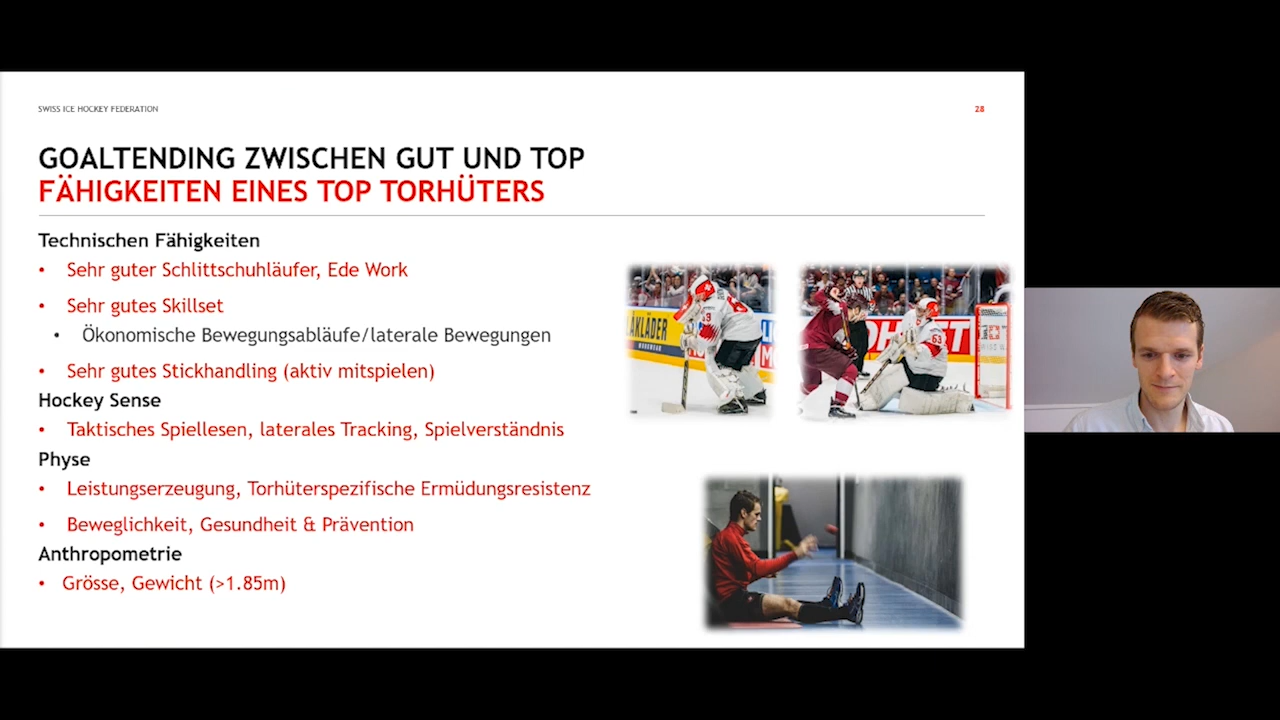 SWISS ICE HOCKEY FEDERATION
28
GOALTENDING ZWISCHEN GUT UND TOP
FÄHIGKEITEN EINES TOP TORHÜTERS
Technischen Fähigkeiten
• Sehr guter Schlittschuhläufer, Ede Work
• Sehr gutes Skillset
• Ökonomische Bewegungsabläufe/laterale Bewegungen
• Sehr gutes Stickhandling (aktiv mitspielen)
Hockey Sense
• Taktisches Spiellesen, laterales Tracking, Spielverständnis
Physe
• Leistungserzeugung, Torhüterspezifische Ermüdungsresistenz
• Beweglichkeit, Gesundheit & Prävention
Anthropometrie
• Grösse, Gewicht (>1.85m)
AKLÄDER
63